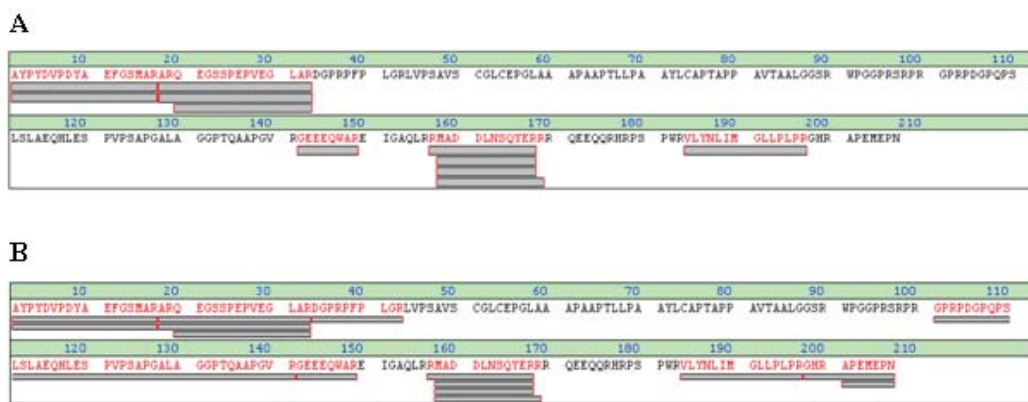 A
10 20 30 40 50 60 70 80 90 100 110
AYPYDVPDYA EFGSMARARQ EGSSPEPVEG LARDGPRPFP LGRLVPSAVS CGLCEPGLAA APAAPTLLPA AYLCAPTAPP AVTAALGGSR WPGGPRSRPR GPRPDGPQPS
120 130 140 150 160 170 180 190 200 210
LSLAEQHLES PVPSAPGALA GGPTQAAPGV RGEEEQWARE IGAQLRRMAD DLNSQYERRR QEEQQRHRPS PWRVLYNLIM GLLPLPRGHR APEMEPN
B
10 20 30 40 50 60 70 80 90 100 110
AYPYDVPDYA EFGSMARARQ EGSSPEPVEG LARDGPRPFP LGRLVPSAVS CGLCEPGLAA APAAPTLLPA AYLCAPTAPP AVTAALGGSR WPGGPRSRPR GPRPDGPQPS
120 130 140 150 160 170 180 190 200 210
LSLAEQHLES PVPSAPGALA GGPTQAAPGV RGEEEQWARE IGAQLRRMAD DLNSQYERRR QEEQQRHRPS PWRVLYNLIM GLLPLPRGHR APEMEPN